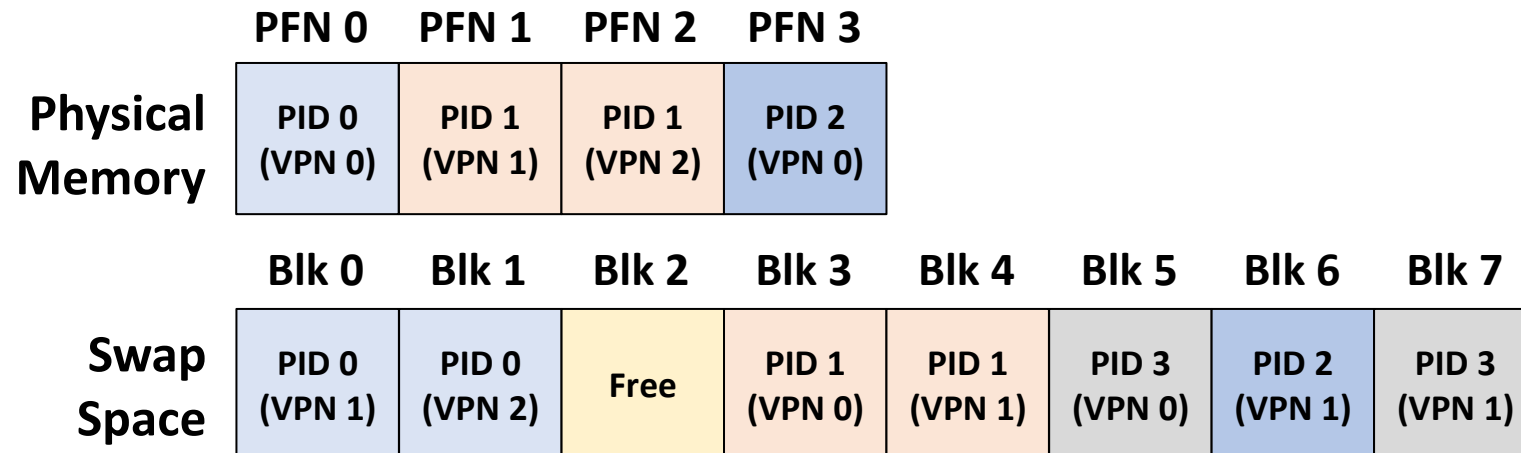 PFN 0 PFN 1 PFN 2 PFN 3
Physical
Memory
PID 0 PID 1 PID 1 PID 2
(VPN 0) (VPN 1) (VPN 2) (VPN 0)
Blk 0 Blk 1 Blk 2 Blk 3 Blk 4 Blk 5 Blk 6 Blk 7
Swap
Space
PID 0 PID 0 Free PID 1 PID 1 PID 3 PID 2 PID 3
(VPN 1) (VPN 2) (VPN 0) (VPN 1) (VPN 0) (VPN 1) (VPN 1)